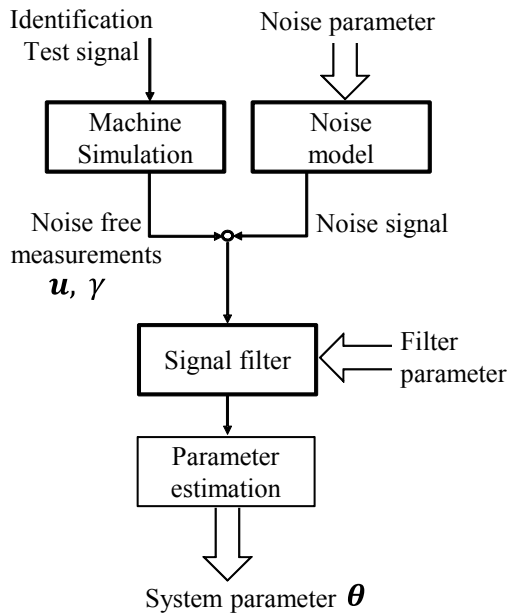 Identification
Test signal
Noise parameter
Machine
Simulation
Noise
model
Noise free
measurements
u, γ
Noise signal
Signal filter
Filter
parameter
Parameter
estimation
System parameter θ